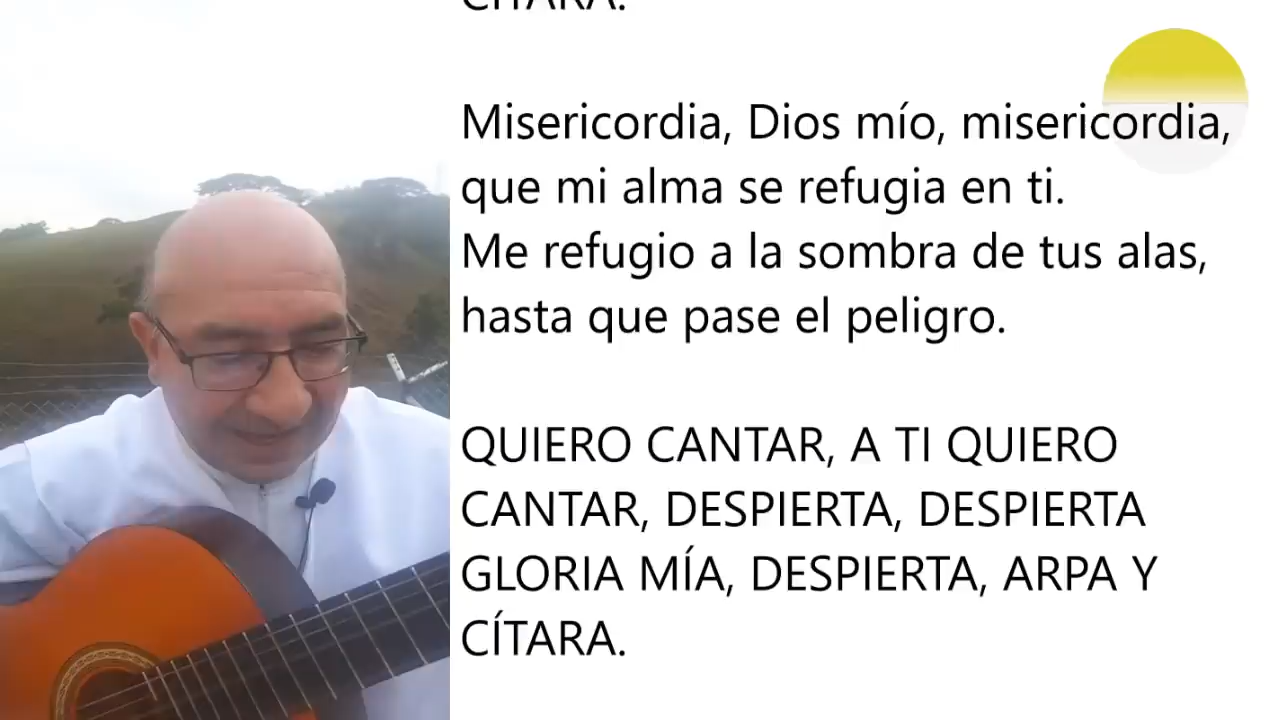 CÍTARA.
Misericordia, Dios mío, misericordia,
que mi alma se refugia en ti.
Me refugio a la sombra de tus alas,
hasta que pase el peligro.
QUIERO CANTAR, A TI QUIERO
CANTAR, DESPIERTA, DESPIERTA
GLORIA MÍA, DESPIERTA, ARPA Y
CÍTARA.